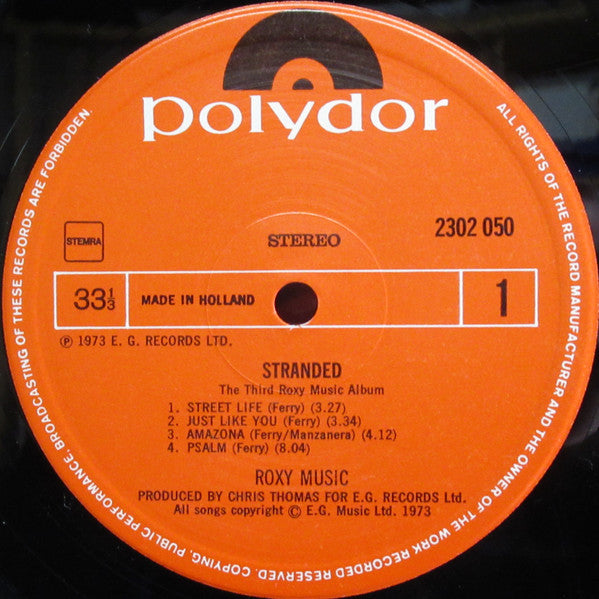 polydor
STEMRA
STEREO
2302 050
33⅓
MADE IN HOLLAND
1
℗ 1973 E. G. RECORDS LTD.
STRANDED
The Third Roxy Music Album
1. STREET LIFE (Ferry) (3.27)
2. JUST LIKE YOU (Ferry) (3.34)
3. AMAZONA (Ferry/Manzanera) (4.12)
4. PSALM (Ferry) (8.04)
ROXY MUSIC
PRODUCED BY CHRIS THOMAS FOR E.G. RECORDS Ltd.
All songs copyright © E.G. Music Ltd. 1973
ALL RIGHTS OF THE RECORD MANUFACTURER AND THE OWNER OF THE WORK RECORDED RESERVED. COPYING, PUBLIC PERFORMANCE, BROADCASTING OF THESE RECORDS ARE FORBIDDEN